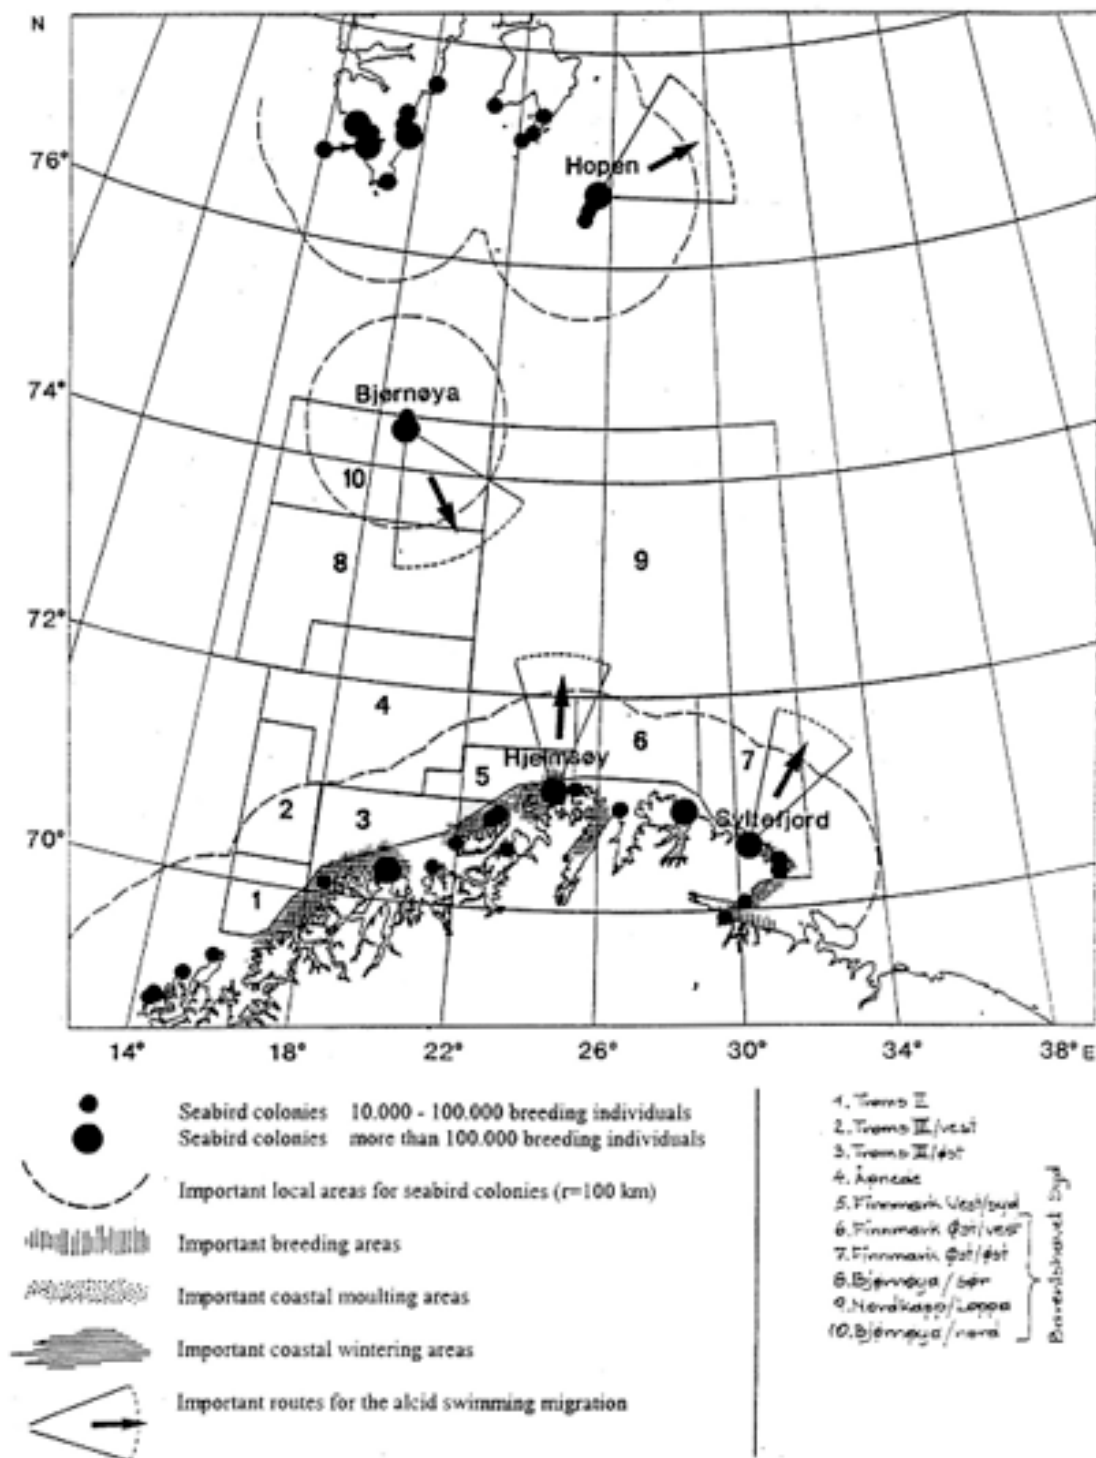 N
76°
Hopen
Bjørnøya
74°
10
8
9
72°
4
6
Hjelmsøy
7
5
2
3
Syltefjord
70°
1
14°
18°
22°
26°
30°
34°
38° E
Seabird colonies 10.000 - 100.000 breeding individuals
Seabird colonies more than 100.000 breeding individuals
Important local areas for seabird colonies (r=100 km)
Important breeding areas
Important coastal moulting areas
Important coastal wintering areas
Important routes for the alcid swimming migration
1. Troms II
2. Troms III/vest
3. Troms III/øst
4.
5. Finnmark Vest/syd
6. Finnmark Øst/vest
7. Finnmark Øst/øst
8. Bjørnøya/sør
9. Nordkapp/Loppa
10. Bjørnøya/nord
Barentshavet Syd